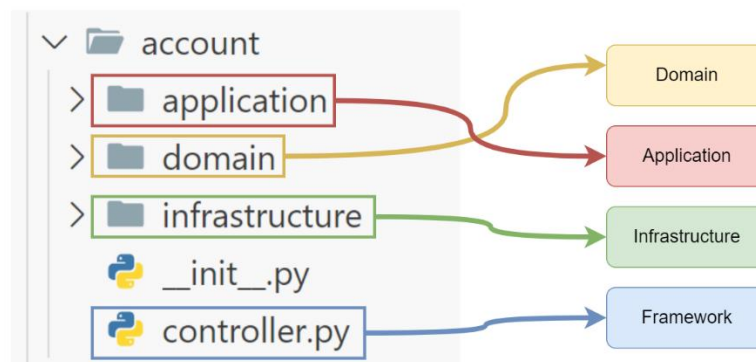 account
application
domain
infrastructure
__init__.py
controller.py
Domain
Application
Infrastructure
Framework